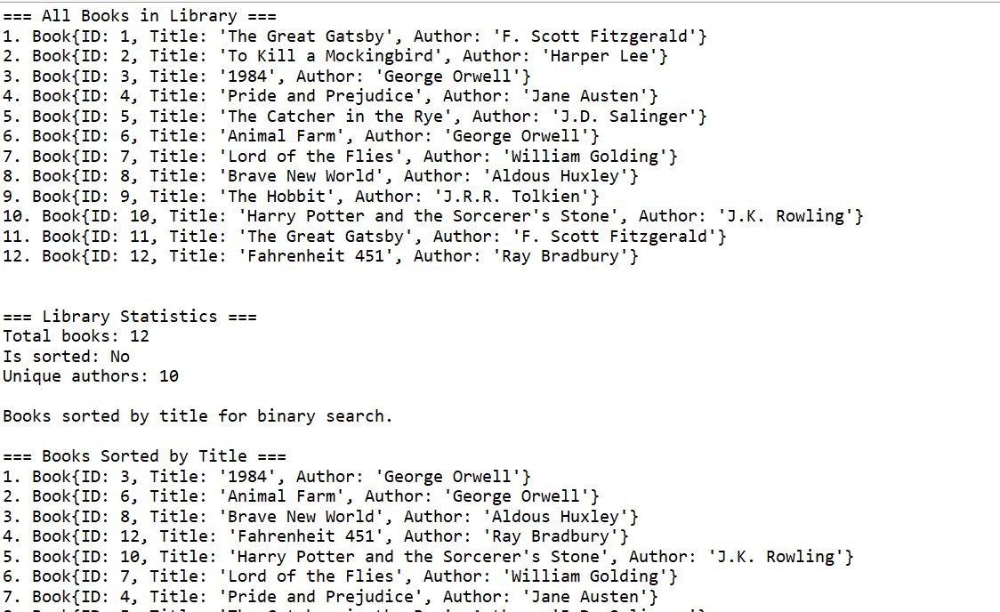 === All Books in Library ===
1. Book{ID: 1, Title: 'The Great Gatsby', Author: 'F. Scott Fitzgerald'}
2. Book{ID: 2, Title: 'To Kill a Mockingbird', Author: 'Harper Lee'}
3. Book{ID: 3, Title: '1984', Author: 'George Orwell'}
4. Book{ID: 4, Title: 'Pride and Prejudice', Author: 'Jane Austen'}
5. Book{ID: 5, Title: 'The Catcher in the Rye', Author: 'J.D. Salinger'}
6. Book{ID: 6, Title: 'Animal Farm', Author: 'George Orwell'}
7. Book{ID: 7, Title: 'Lord of the Flies', Author: 'William Golding'}
8. Book{ID: 8, Title: 'Brave New World', Author: 'Aldous Huxley'}
9. Book{ID: 9, Title: 'The Hobbit', Author: 'J.R.R. Tolkien'}
10. Book{ID: 10, Title: 'Harry Potter and the Sorcerer's Stone', Author: 'J.K. Rowling'}
11. Book{ID: 11, Title: 'The Great Gatsby', Author: 'F. Scott Fitzgerald'}
12. Book{ID: 12, Title: 'Fahrenheit 451', Author: 'Ray Bradbury'}
=== Library Statistics ===
Total books: 12
Is sorted: No
Unique authors: 10
Books sorted by title for binary search.
=== Books Sorted by Title ===
1. Book{ID: 3, Title: '1984', Author: 'George Orwell'}
2. Book{ID: 6, Title: 'Animal Farm', Author: 'George Orwell'}
3. Book{ID: 8, Title: 'Brave New World', Author: 'Aldous Huxley'}
4. Book{ID: 12, Title: 'Fahrenheit 451', Author: 'Ray Bradbury'}
5. Book{ID: 10, Title: 'Harry Potter and the Sorcerer's Stone', Author: 'J.K. Rowling'}
6. Book{ID: 7, Title: 'Lord of the Flies', Author: 'William Golding'}
7. Book{ID: 4, Title: 'Pride and Prejudice', Author: 'Jane Austen'}